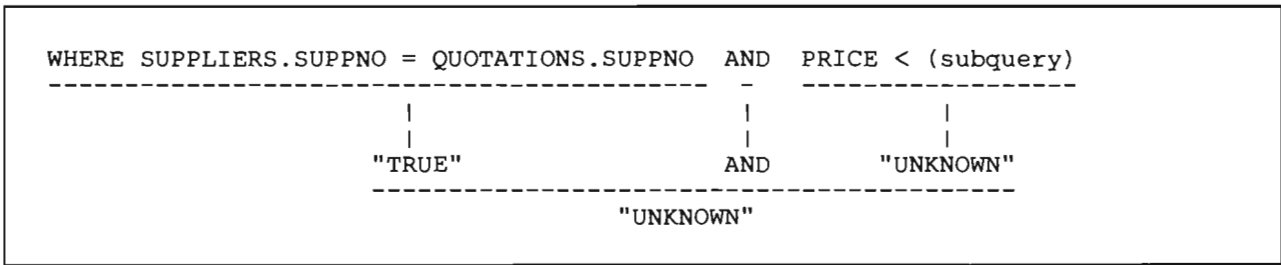 WHERE SUPPLIERS.SUPPNO = QUOTATIONS.SUPPNO AND PRICE < (subquery)
"TRUE" AND "UNKNOWN"
"UNKNOWN"